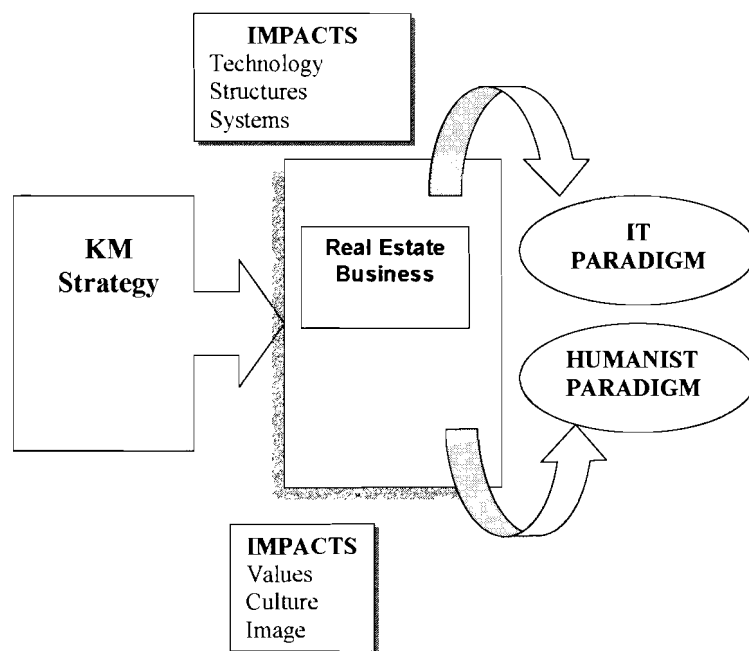 IMPACTS
Technology
Structures
Systems
KM
Strategy
Real Estate
Business
IT
PARADIGM
HUMANIST
PARADIGM
IMPACTS
Values
Culture
Image